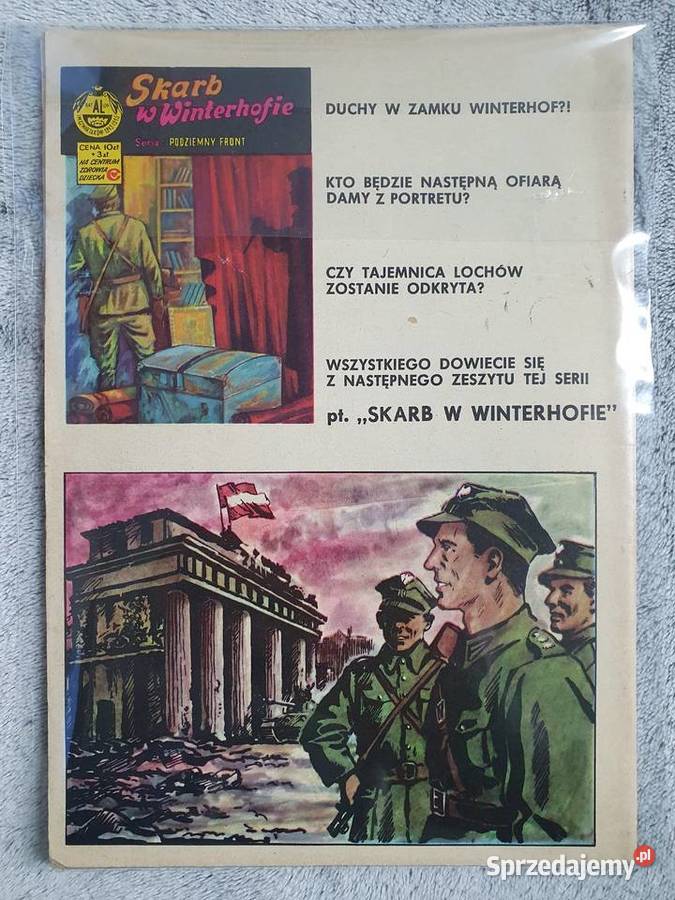 Skarb
w Winterhofie
Seria: PODZIEMNY FRONT
AL
CENA 10zł
+ 3zł
NA CENTRUM
ZDROWIA
DZIECKA
DUCHY W ZAMKU WINTERHOF?!
KTO BĘDZIE NASTĘPNĄ OFIARĄ
DAMY Z PORTRETU?
CZY TAJEMNICA LOCHÓW
ZOSTANIE ODKRYTA?
WSZYSTKIEGO DOWIECIE SIĘ
Z NASTĘPNEGO ZESZYTU TEJ SERII
pt. „SKARB W WINTERHOFIE"
Sprzedajemy.pl